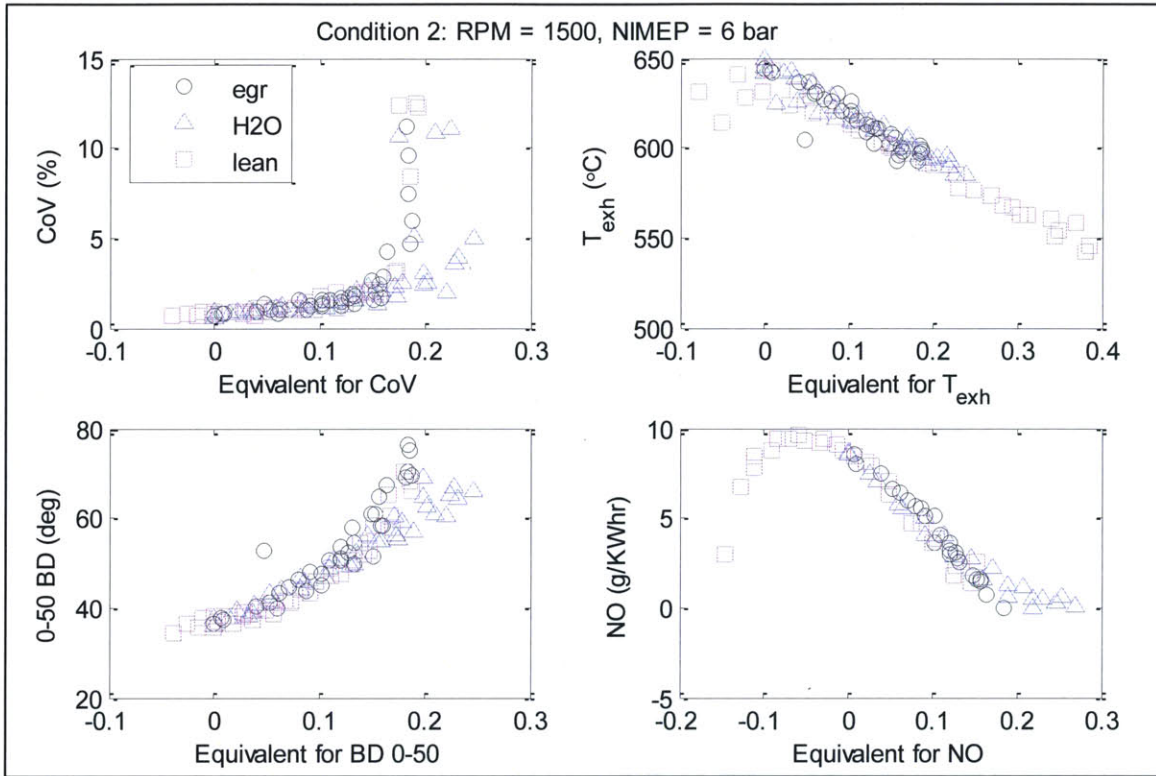 Condition 2: RPM = 1500, NIMEP = 6 bar
15
10
5
0
CoV (%)
egr
H2O
lean
-0.1 0 0.1 0.2 0.3
Eqvivalent for CoV
650
600
550
500
Texh (oC)
-0.1 0 0.1 0.2 0.3 0.4
Equivalent for Texh
80
60
40
20
0-50 BD (deg)
-0.1 0 0.1 0.2 0.3
Equivalent for BD 0-50
10
5
0
-5
NO (g/KWhr)
-0.2 -0.1 0 0.1 0.2 0.3
Equivalent for NO